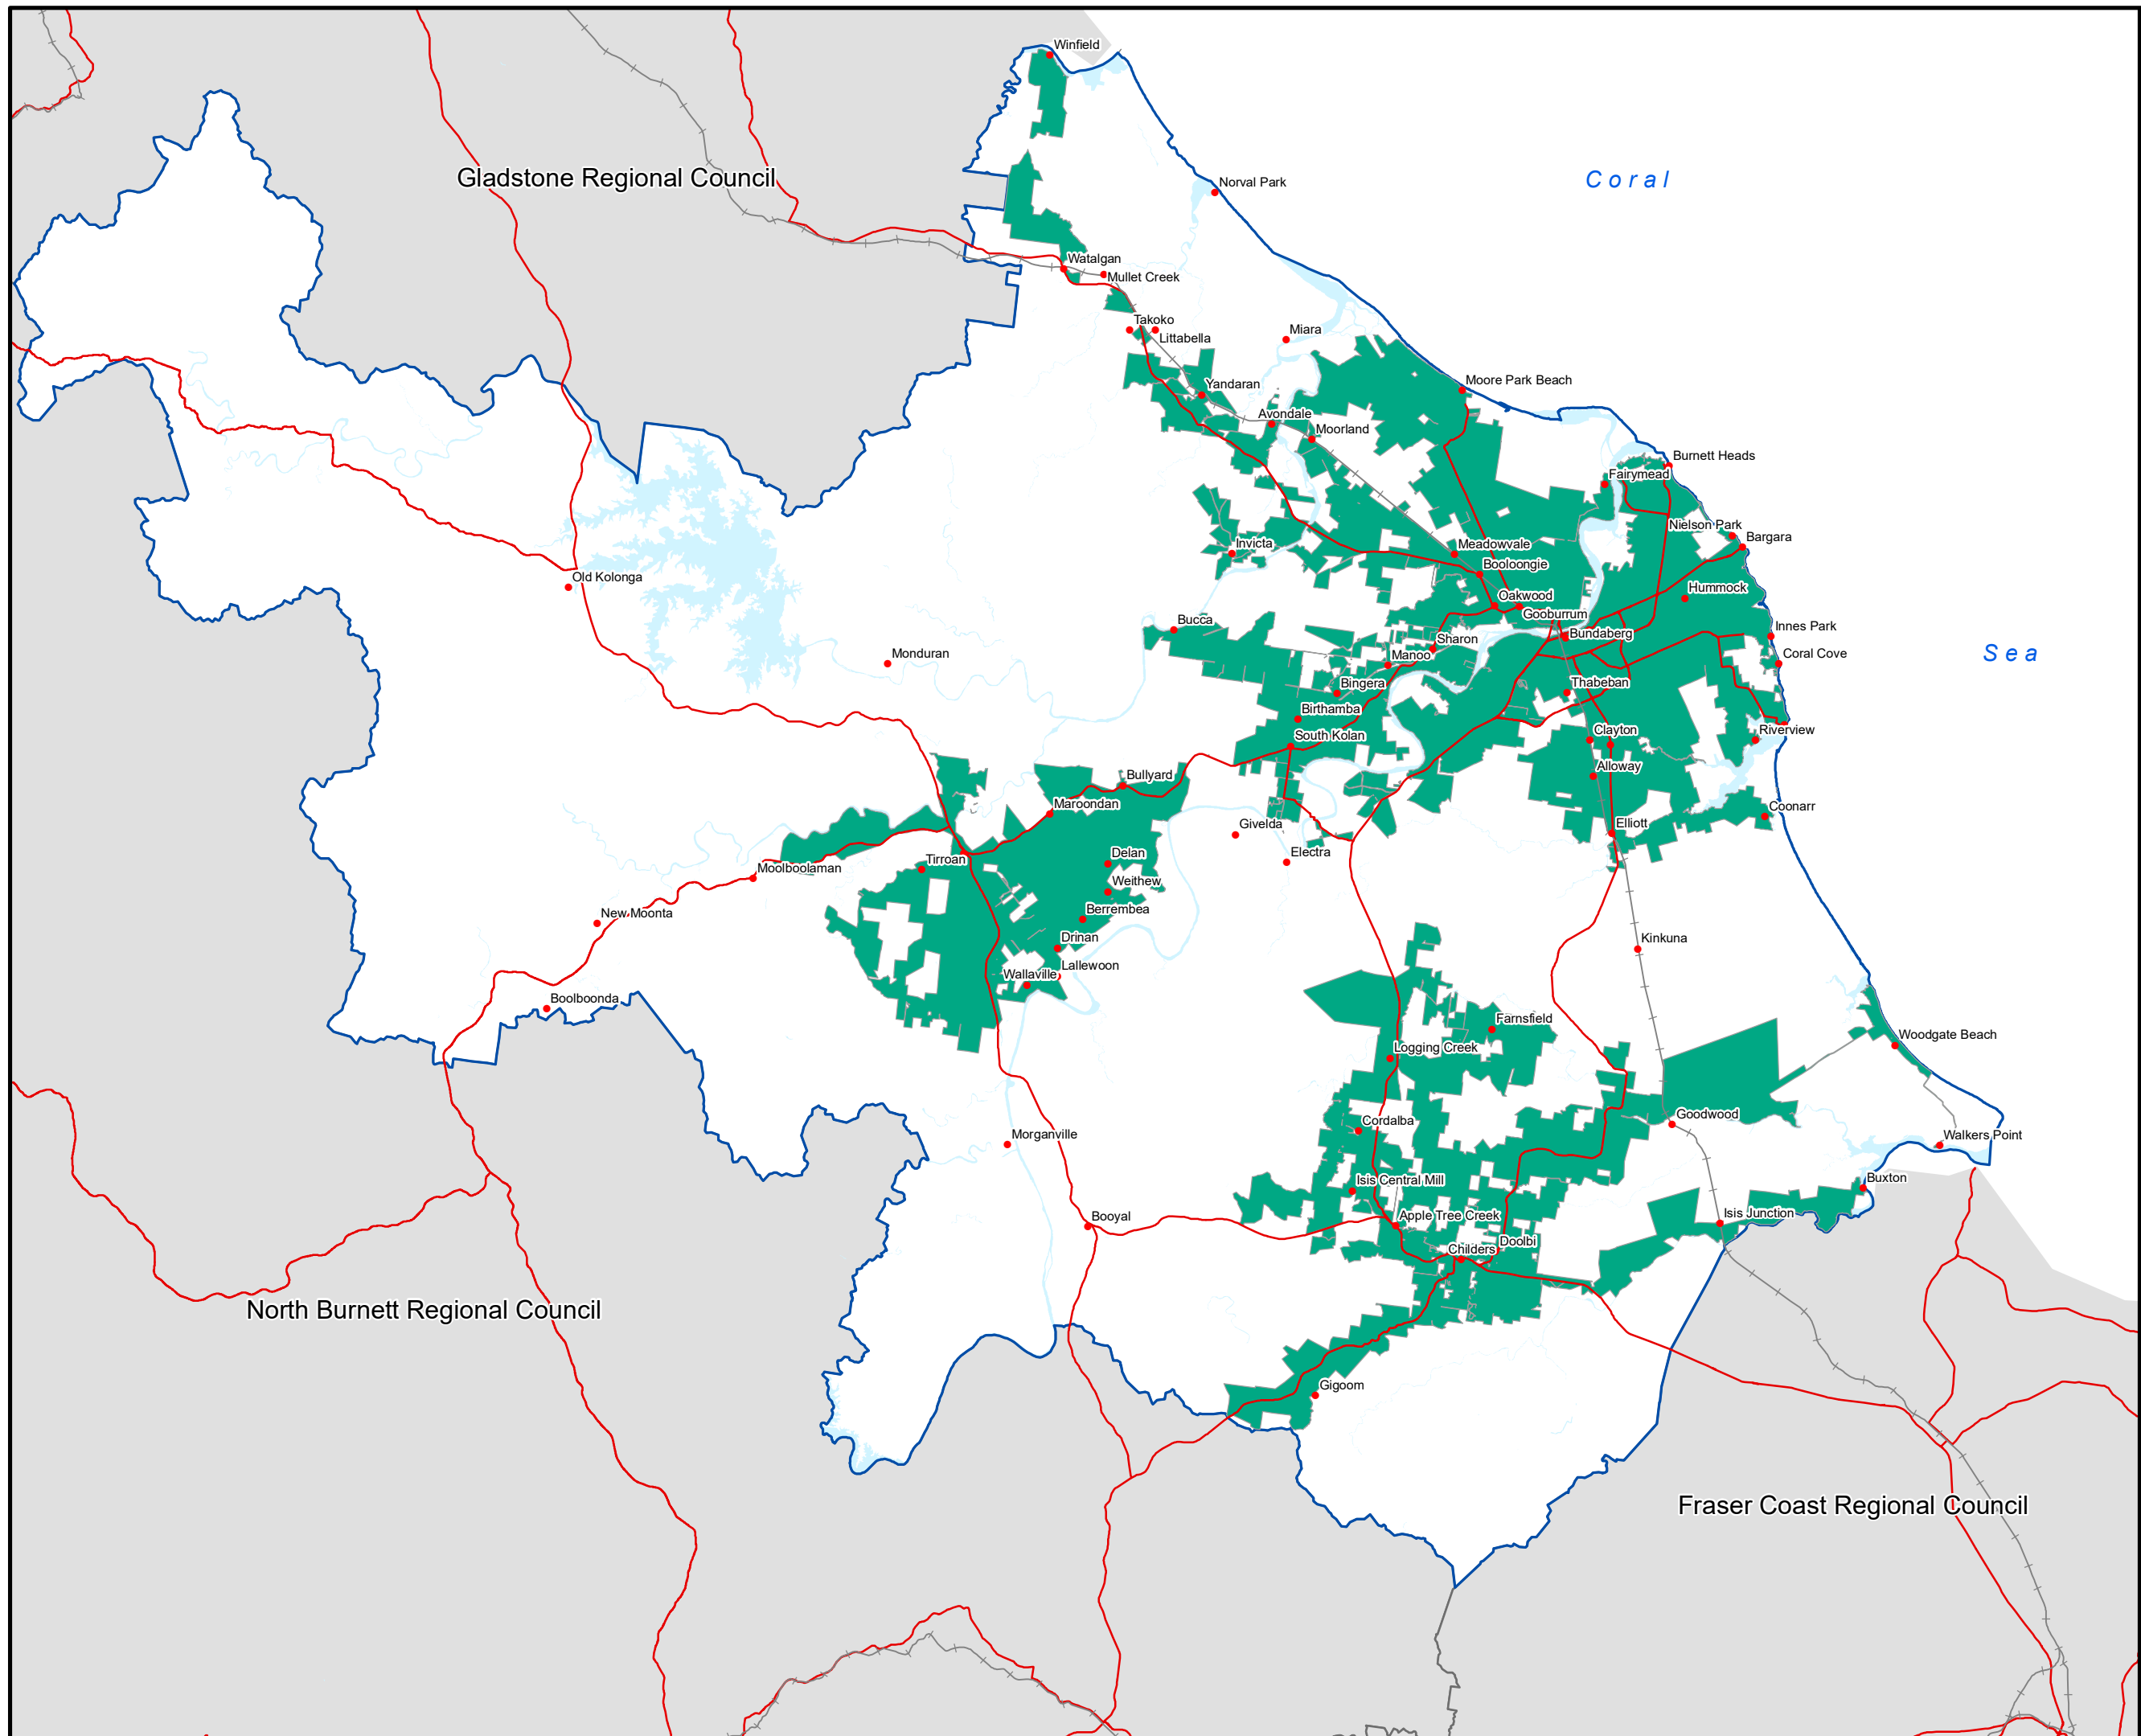 Winfield
Gladstone Regional Council
Coral
Norval Park
Watalgan
Mullet Creek
Takoko
Miara
Littabella
Moore Park Beach
Yandaran
Avondale
Moorland
Burnett Heads
Fairymead
Nielson Park
Bargara
Invicta
Meadowvale
Booloongie
Old Kolonga
Hummock
Oakwood
Gooburrum
Bucca
Innes Park
Bundaberg
Sharon
Monduran
Manoo
Coral Cove
Sea
Bingera
Thabeban
Birthamba
South Kolan
Clayton
Riverview
Alloway
Bullyard
Maroondan
Coonarr
Givelda
Elliott
Electra
Delan
Tirroan
Moolboolaman
Weithew
New Moonta
Berrembea
Drinan
Kinkuna
Lallewoon
Wallaville
Boolboonda
Farnsfield
Woodgate Beach
Logging Creek
Goodwood
Cordalba
Morganville
Walkers Point
Isis Central Mill
Buxton
Booyal
Apple Tree Creek
Isis Junction
Doolbi
Childers
North Burnett Regional Council
Gigoom
Fraser Coast Regional Council